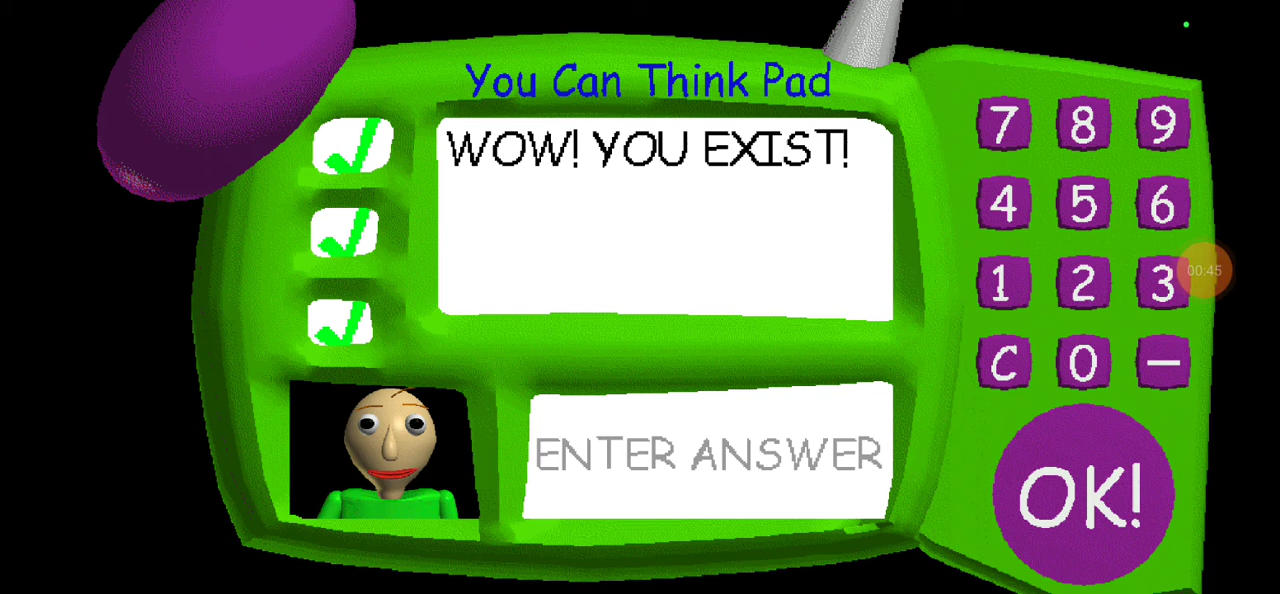 You Can Think Pad
WOW! YOU EXIST!
7 8 9
4 5 6
1 2 3
00:45
C 0 —
ENTER ANSWER
OK!